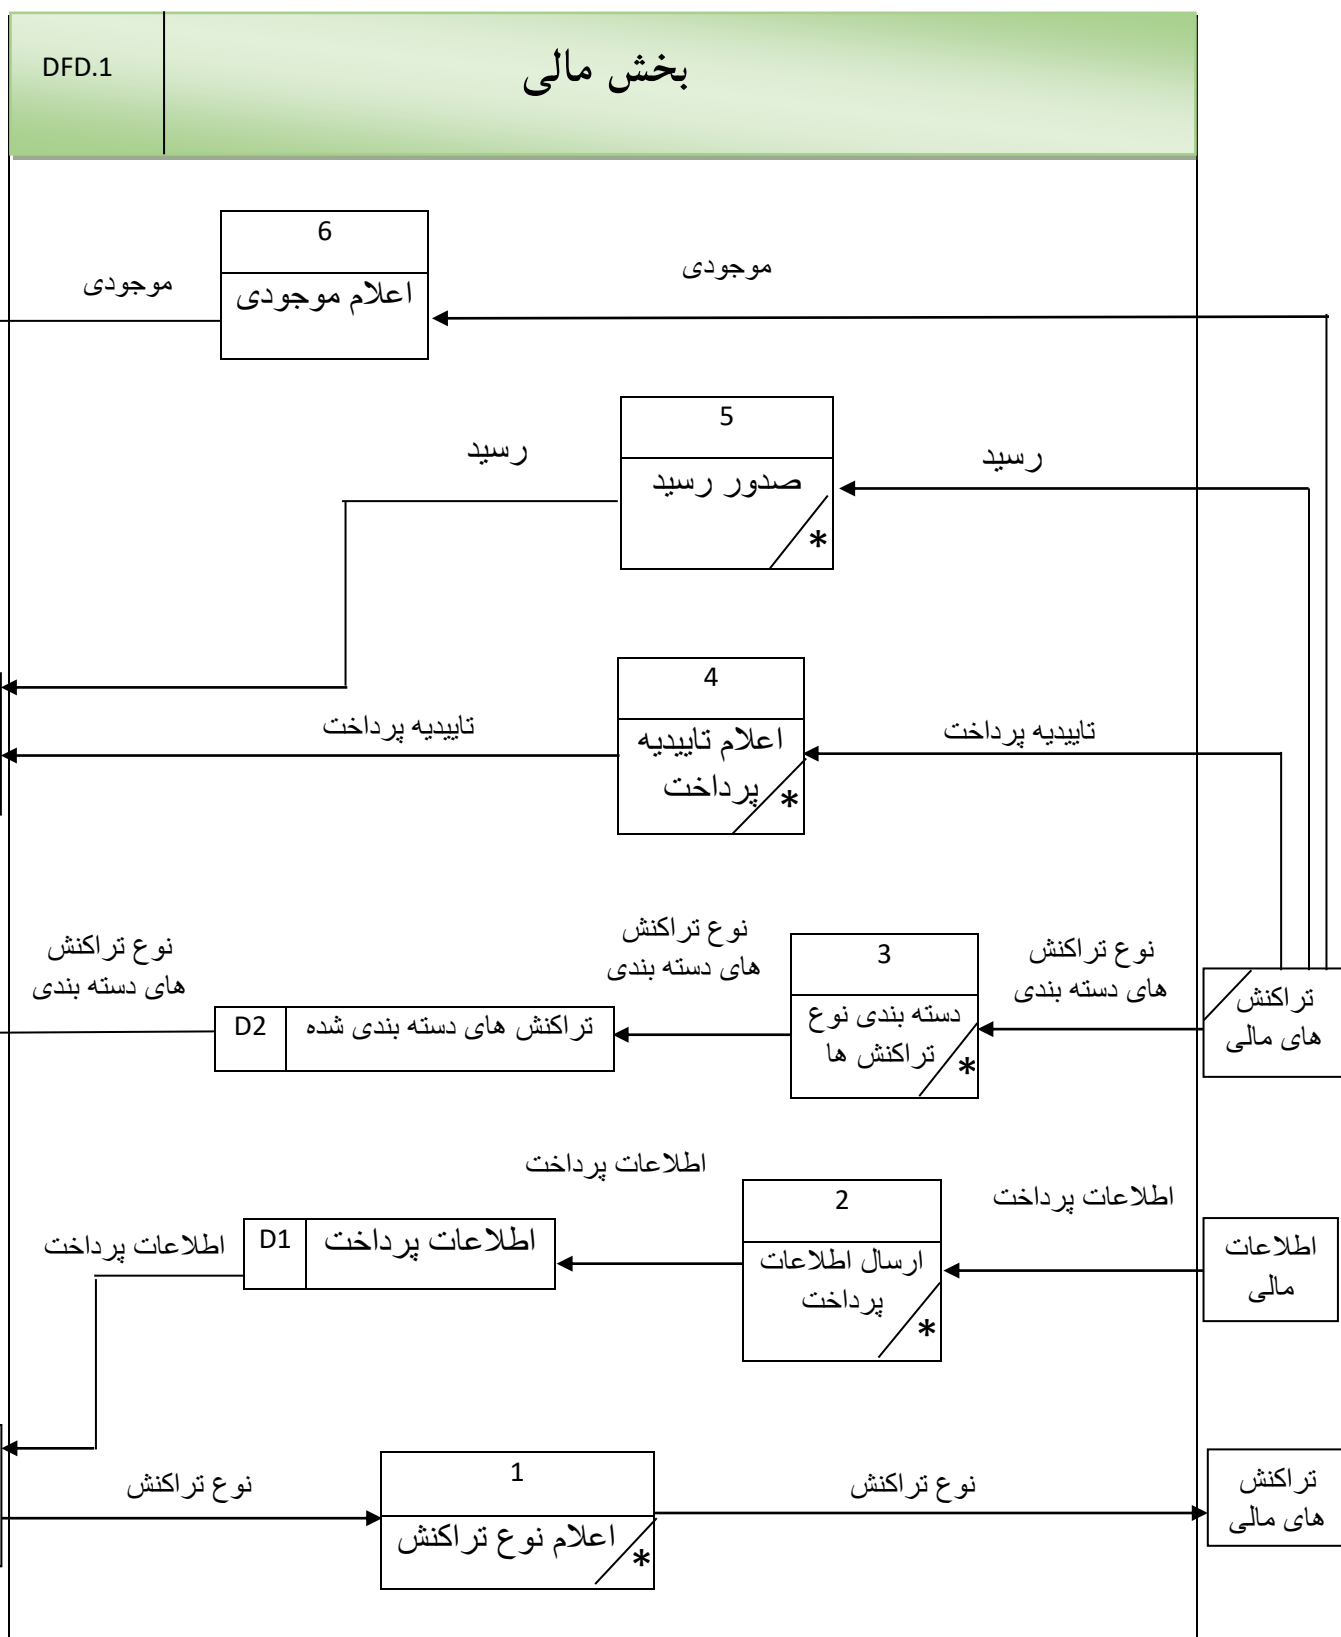 DFD.1
بخش مالی
6
اعلام موجودی
موجودی
موجودی
5
صدور رسید
*
رسید
رسید
4
اعلام تاییدیه
پرداخت
*
تاییدیه پرداخت
تاییدیه پرداخت
تراکنش
های مالی
نوع تراکنش
های دسته بندی
3
دسته بندی نوع
تراکنش ها
*
نوع تراکنش
های دسته بندی
D2
تراکنش های دسته بندی شده
نوع تراکنش
های دسته بندی
اطلاعات
مالی
اطلاعات پرداخت
2
ارسال اطلاعات
پرداخت
*
اطلاعات پرداخت
D1
اطلاعات پرداخت
اطلاعات پرداخت
تراکنش
های مالی
نوع تراکنش
1
اعلام نوع تراکنش
*
نوع تراکنش